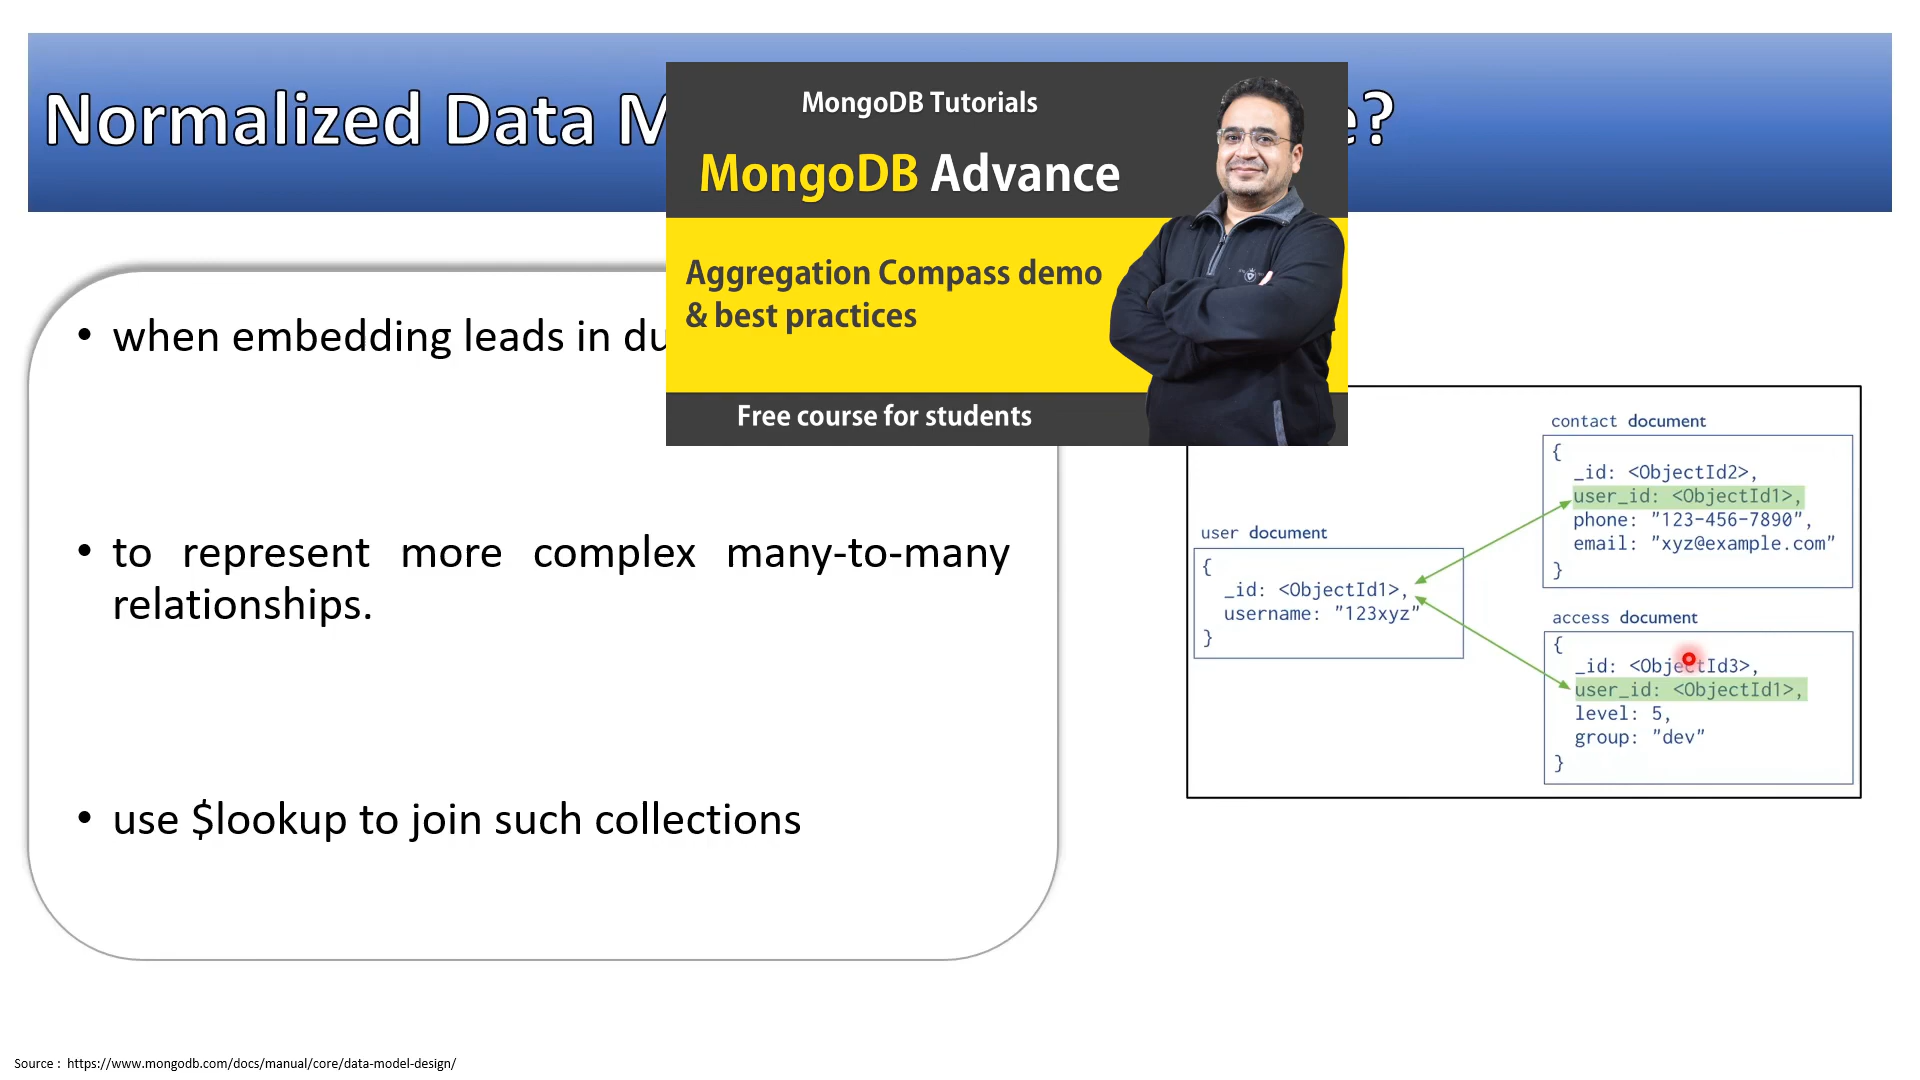 Normalized Data
e?
MongoDB Tutorials
MongoDB Advance
Aggregation Compass demo
& best practices
Free course for students
• when embedding leads in du
• to represent more complex many-to-many
relationships.
• use $lookup to join such collections
user document
{
_id: <ObjectId1>,
username: "123xyz"
}
contact document
{
_id: <ObjectId2>,
user_id: <ObjectId1>,
phone: "123-456-7890",
email: "xyz@example.com"
}
access document
{
_id: <ObjectId3>,
user_id: <ObjectId1>,
level: 5,
group: "dev"
}
Source : https://www.mongodb.com/docs/manual/core/data-model-design/